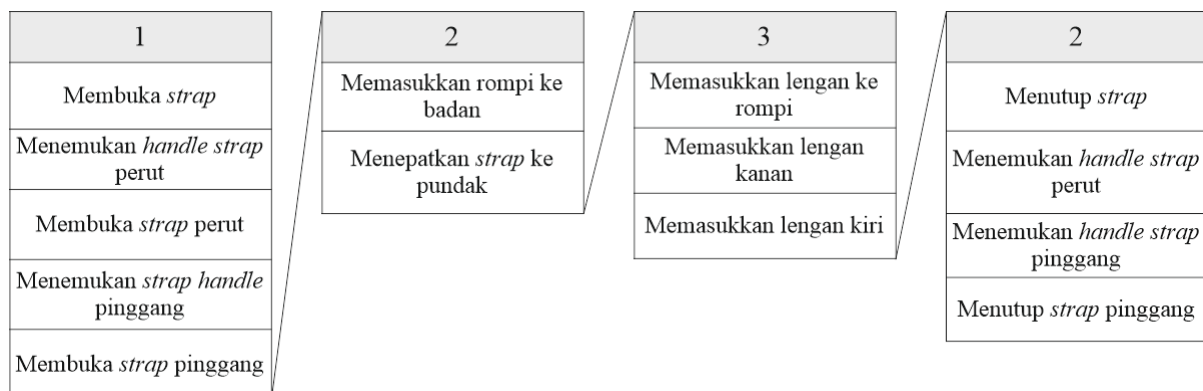 1
Membuka strap
Menemukan handle strap
perut
Membuka strap perut
Menemukan strap handle
pinggang
Membuka strap pinggang
2
Memasukkan rompi ke
badan
Menepatkan strap ke
pundak
3
Memasukkan lengan ke
rompi
Memasukkan lengan
kanan
Memasukkan lengan kiri
2
Menutup strap
Menemukan handle strap
perut
Menemukan handle strap
pinggang
Menutup strap pinggang